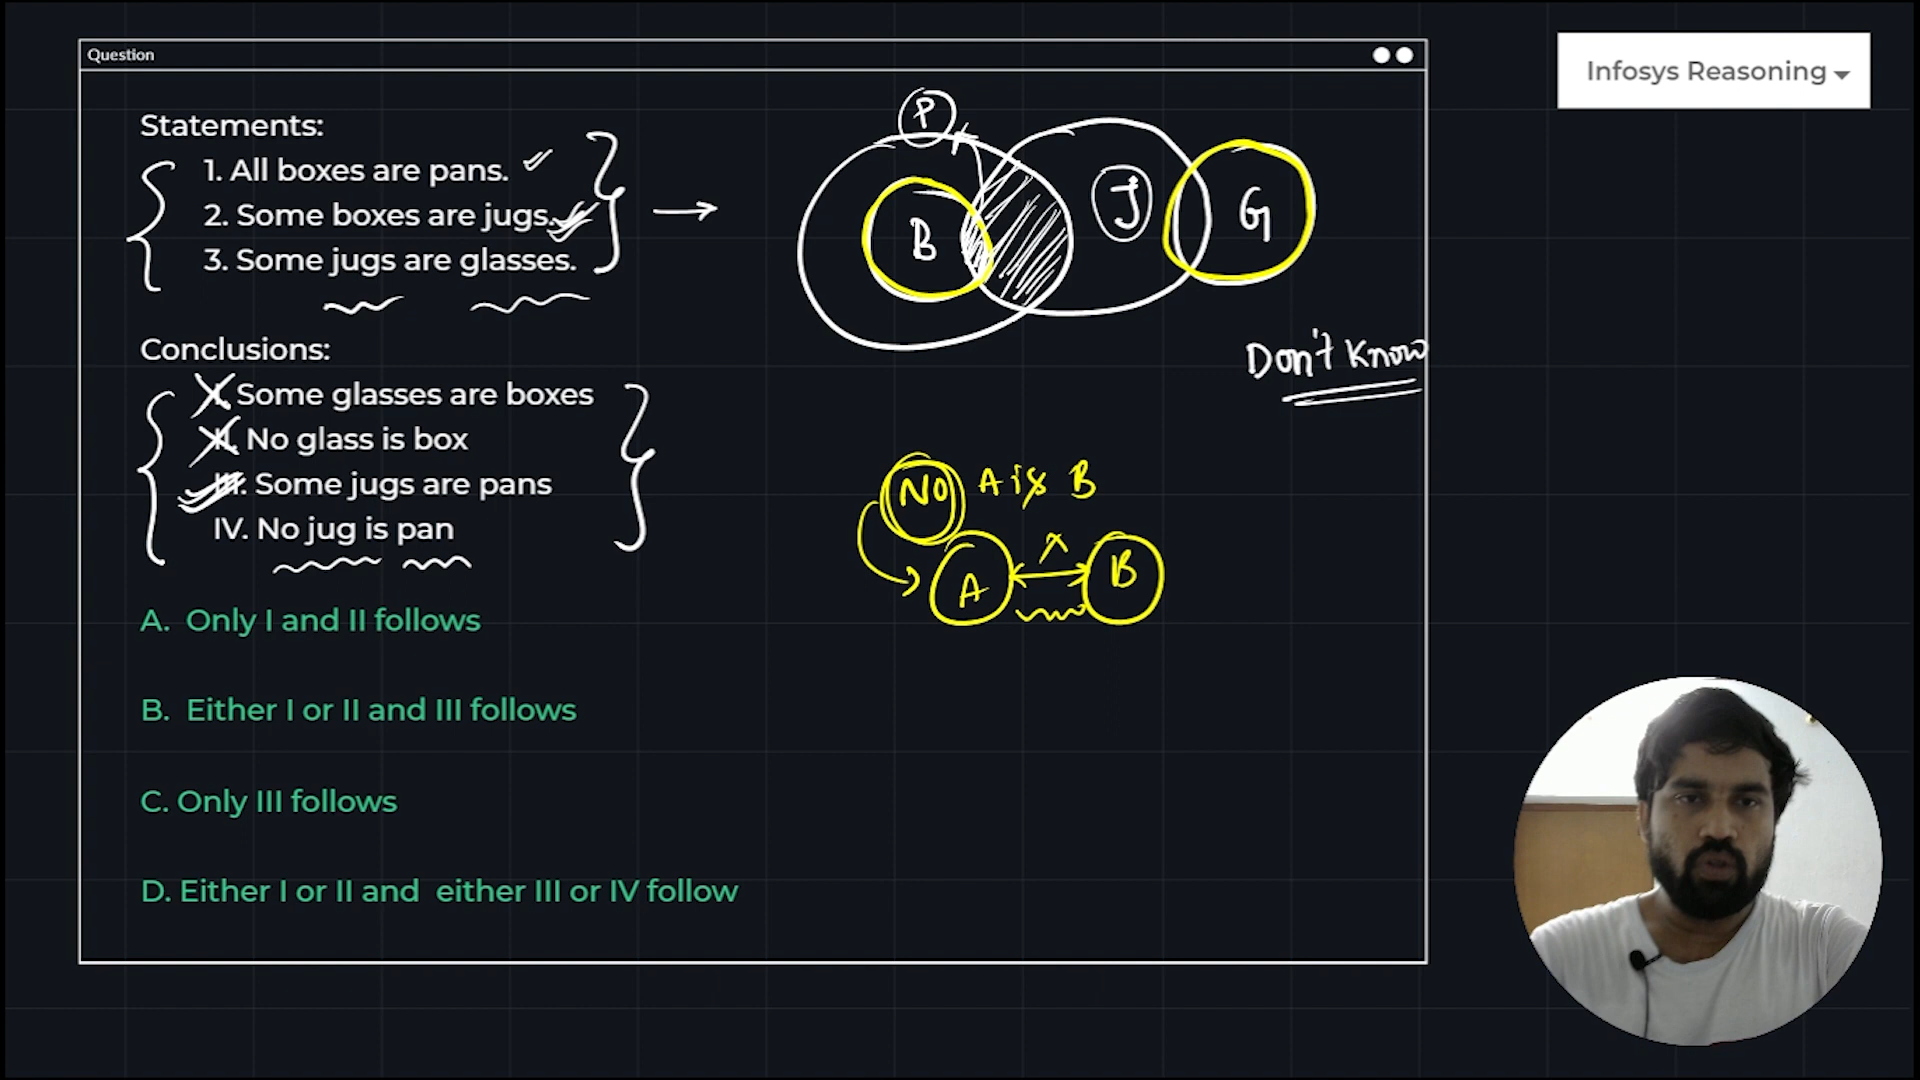 Question
Infosys Reasoning
Statements:
1. All boxes are pans.
2. Some boxes are jugs.
3. Some jugs are glasses.
P
B
J
G
Don't Know
Conclusions:
I. Some glasses are boxes
II. No glass is box
III. Some jugs are pans
IV. No jug is pan
No A is B
A
B
A. Only I and II follows
B. Either I or II and III follows
C. Only III follows
D. Either I or II and either III or IV follow